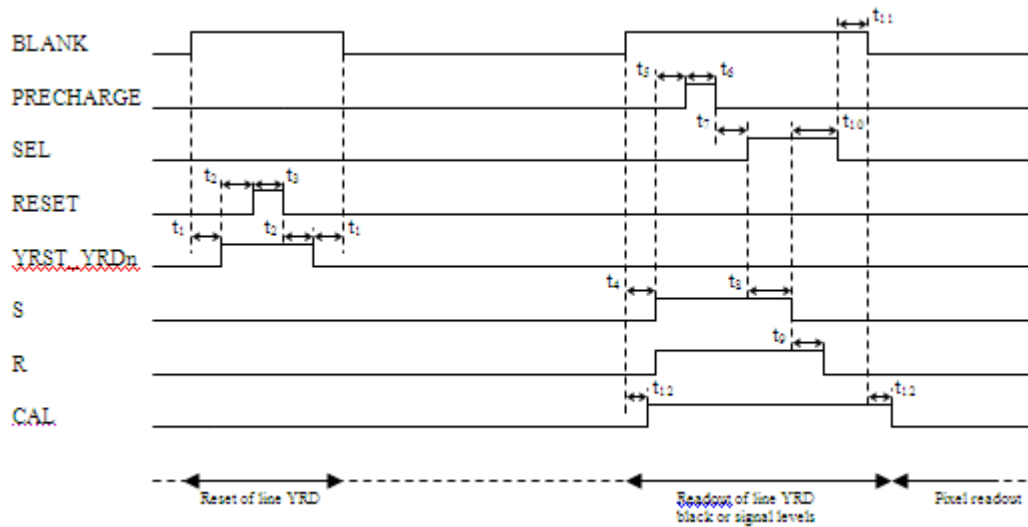 t₁₁
BLANK
t₅ t₆
PRECHARGE
t₇ t₁₀
SEL
t₂ t₃
RESET
t₁ t₂ t₁
YRST_YRDn
t₄ t₈
S
t₉
R
t₁₂ t₁₂
CAL
Reset of line YRD Readout of line YRD Pixel readout
black or signal levels